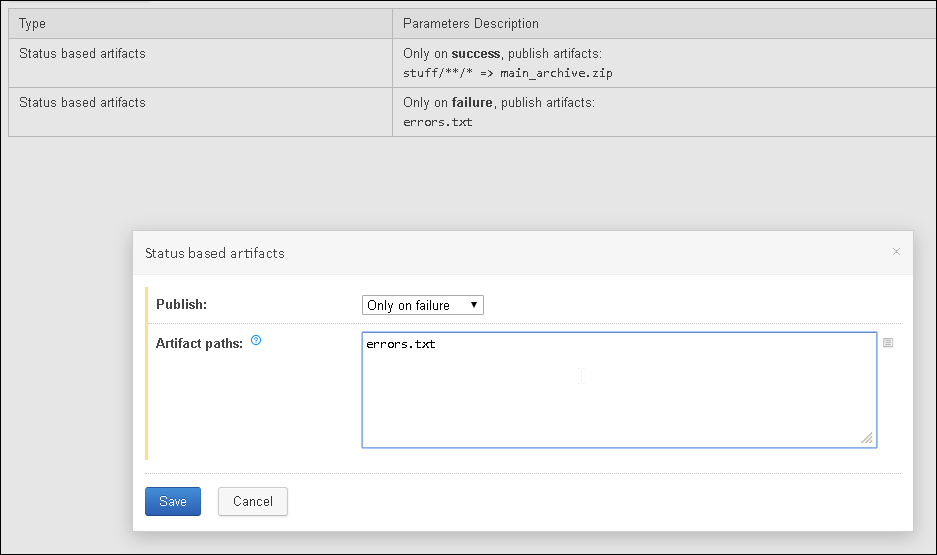 Type Parameters Description
Status based artifacts Only on success, publish artifacts:
stuff/**/* => main_archive.zip
Status based artifacts Only on failure, publish artifacts:
errors.txt
Status based artifacts ×
Publish: Only on failure ▼
Artifact paths: ? errors.txt
Save Cancel